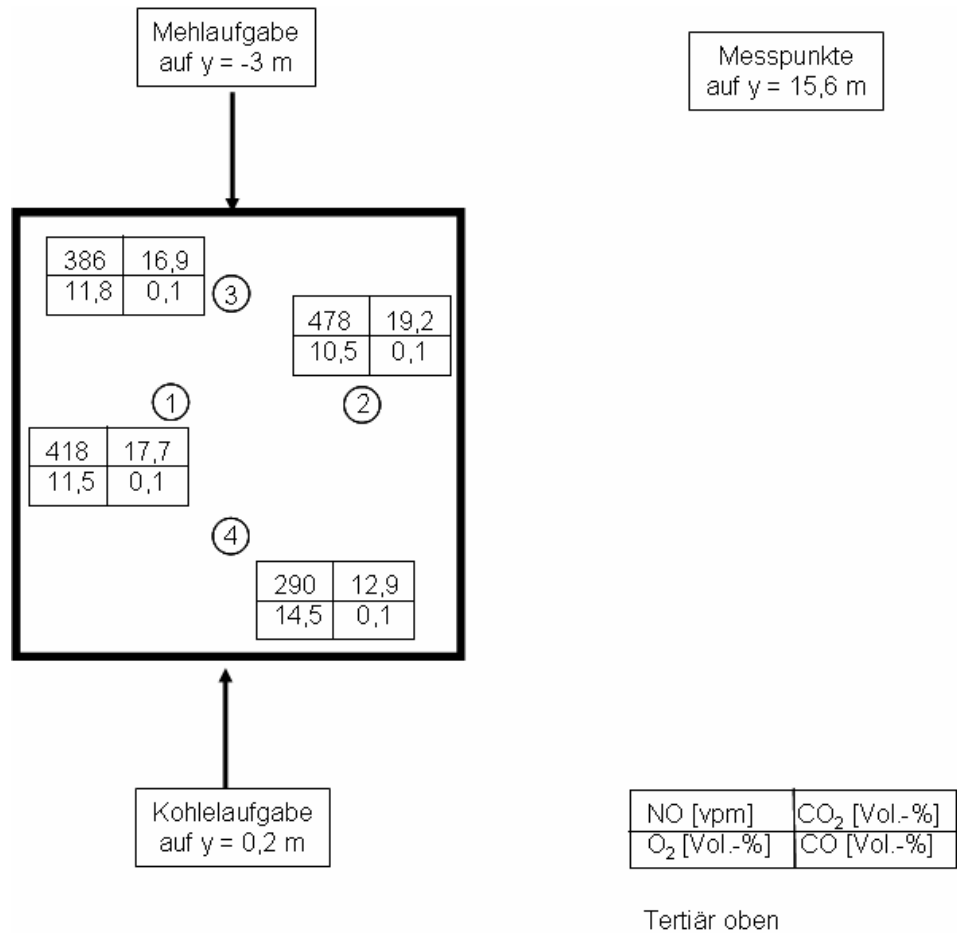 Mehlaufgabe
auf y = -3 m
Messpunkte
auf y = 15,6 m
386 16,9
11,8 0,1
3
478 19,2
10,5 0,1
1
2
418 17,7
11,5 0,1
4
290 12,9
14,5 0,1
Kohlelaufgabe
auf y = 0,2 m
NO [vpm] CO₂ [Vol.-%]
O₂ [Vol.-%] CO [Vol.-%]
Tertiär oben